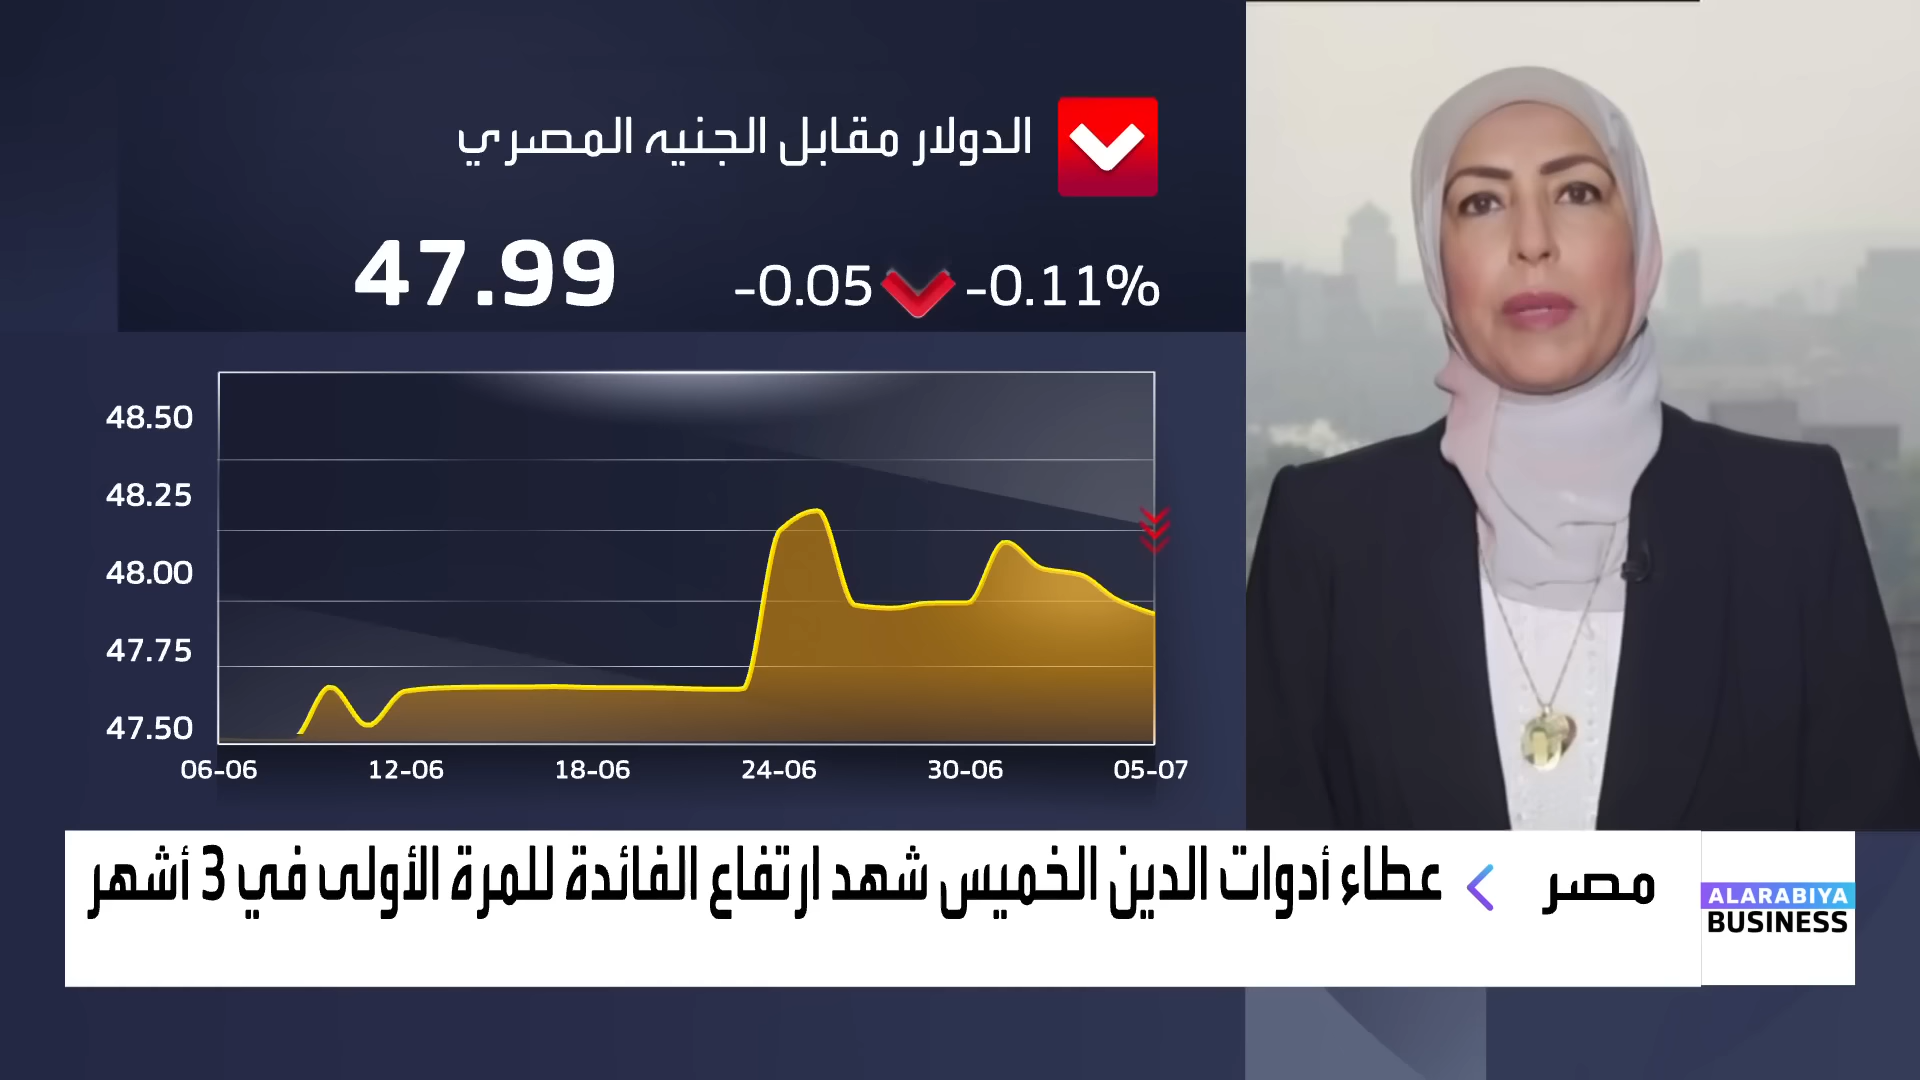 الدولار مقابل الجنيه المصري
47.99
-0.05
-0.11%
48.50
48.25
48.00
47.75
47.50
06-06
12-06
18-06
24-06
30-06
05-07
مصر
عطاء أدوات الدين الخميس شهد ارتفاع الفائدة للمرة الأولى في 3 أشهر
ALARABIYA
BUSINESS